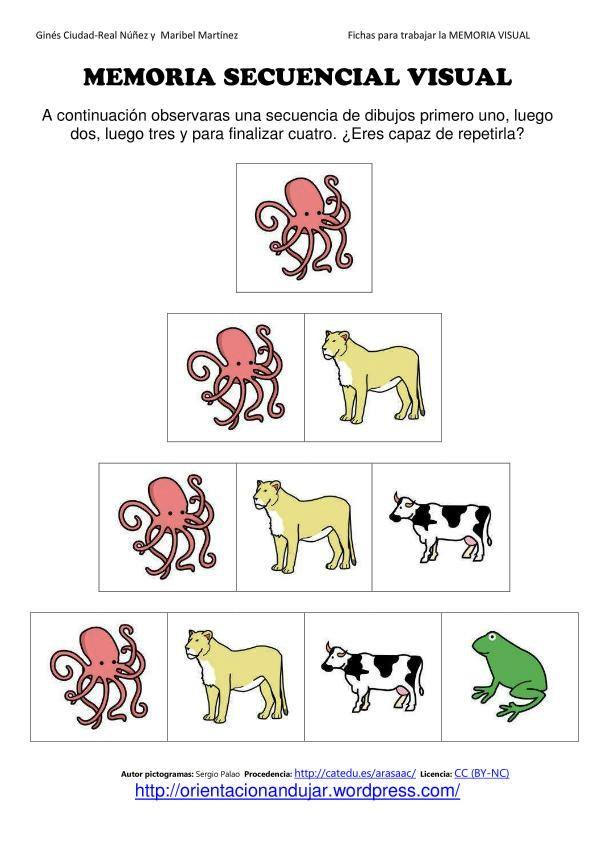 Ginés Ciudad-Real Núñez y  Maribel Martínez
Fichas para trabajar la MEMORIA VISUAL
MEMORIA SECUENCIAL VISUAL
A continuación observaras una secuencia de dibujos primero uno, luego
dos, luego tres y para finalizar cuatro. ¿Eres capaz de repetirla?
Autor pictogramas: Sergio Palao  Procedencia: http://catedu.es/arasaac/  Licencia: CC (BY-NC)
http://orientacionandujar.wordpress.com/